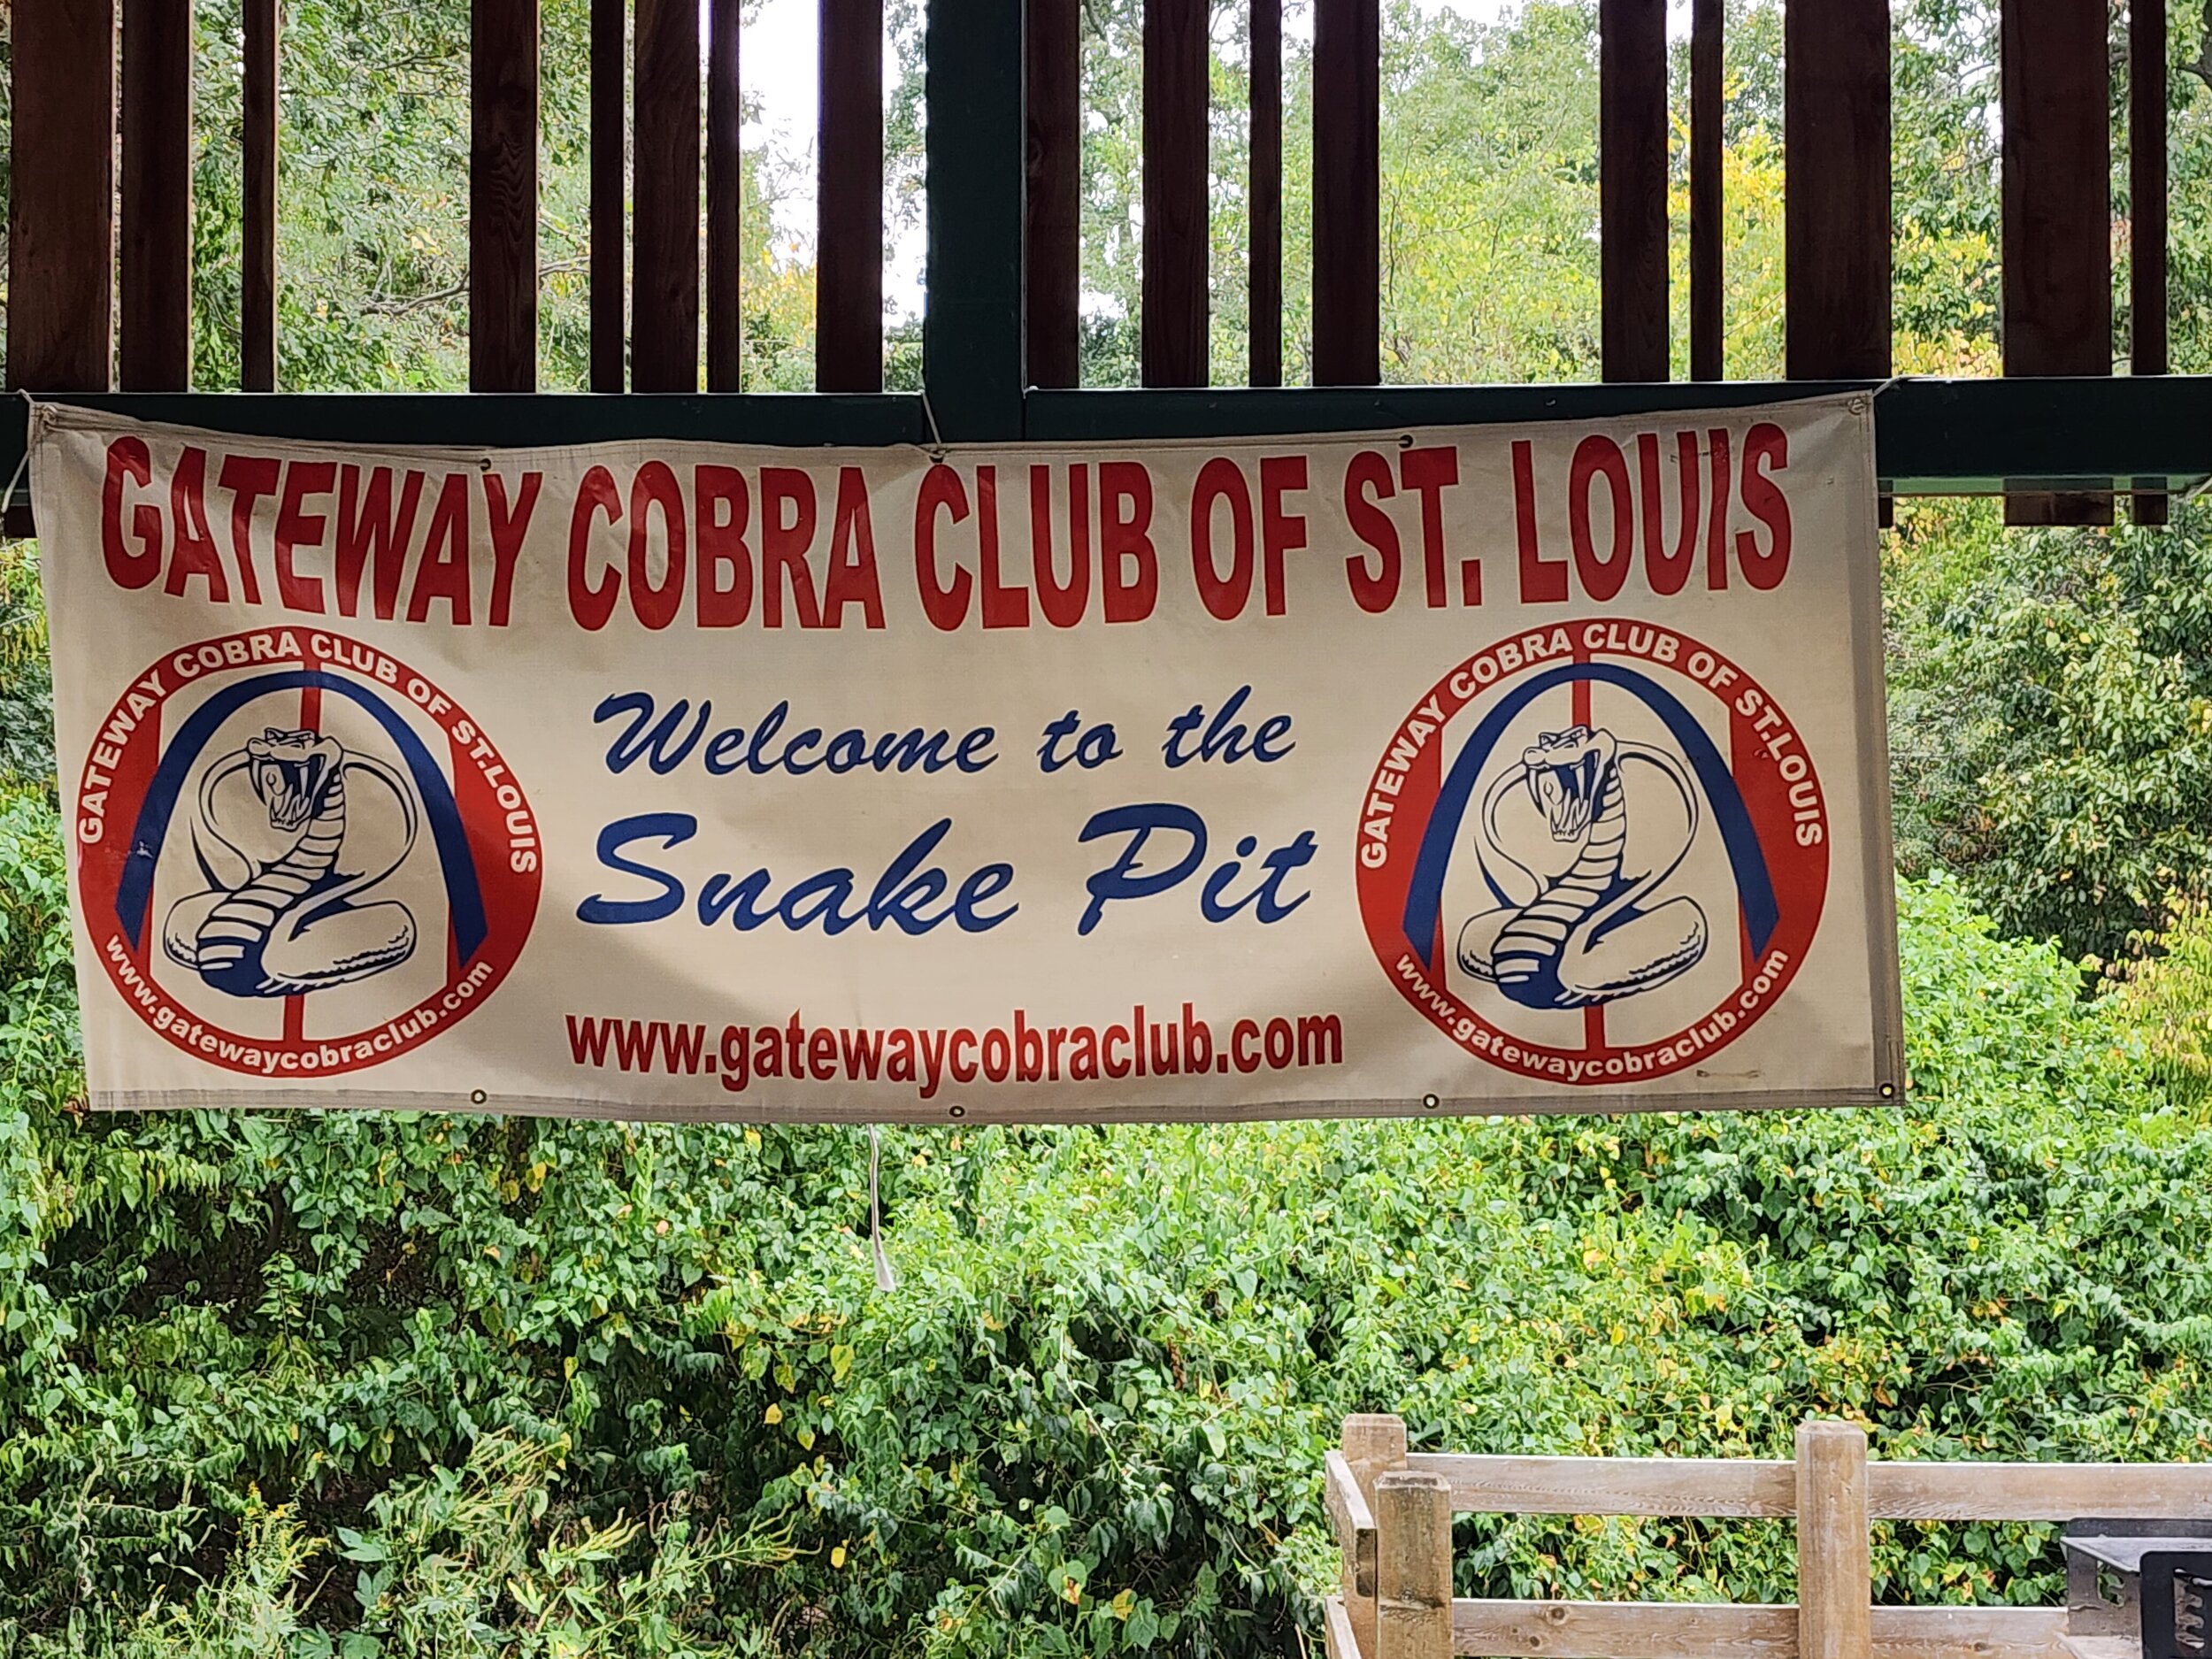 GATEWAY COBRA CLUB OF ST. LOUIS
GATEWAY COBRA CLUB OF ST.LOUIS
www.gatewaycobraclub.com
Welcome to the
Snake Pit
www.gatewaycobraclub.com
GATEWAY COBRA CLUB OF ST.LOUIS
www.gatewaycobraclub.com